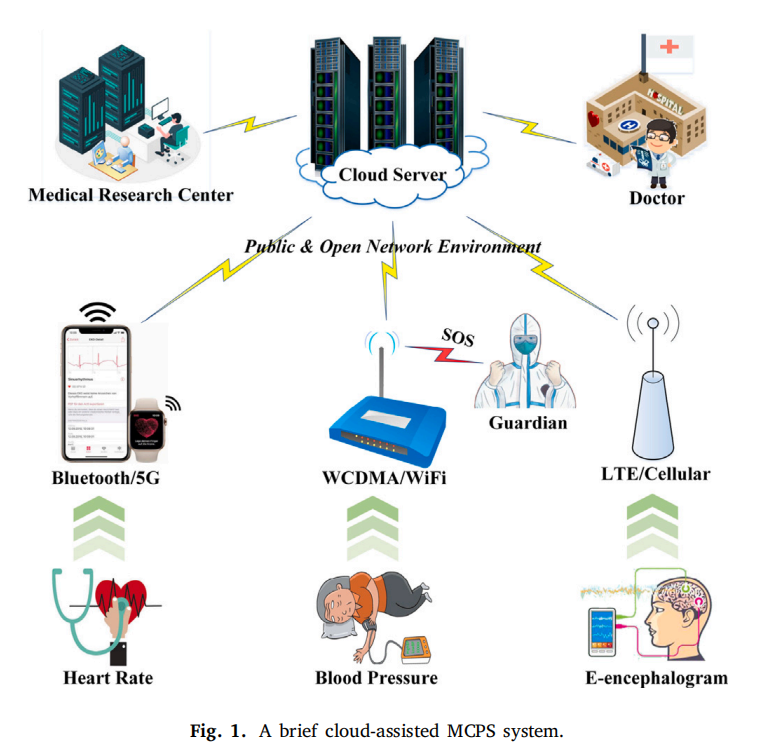 HOSPITAL
H
Cloud Server
Medical Research Center
Doctor
Public & Open Network Environment
SOS
Guardian
Bluetooth/5G
WCDMA/WiFi
LTE/Cellular
Heart Rate
Blood Pressure
E-encephalogram
Fig. 1. A brief cloud-assisted MCPS system.